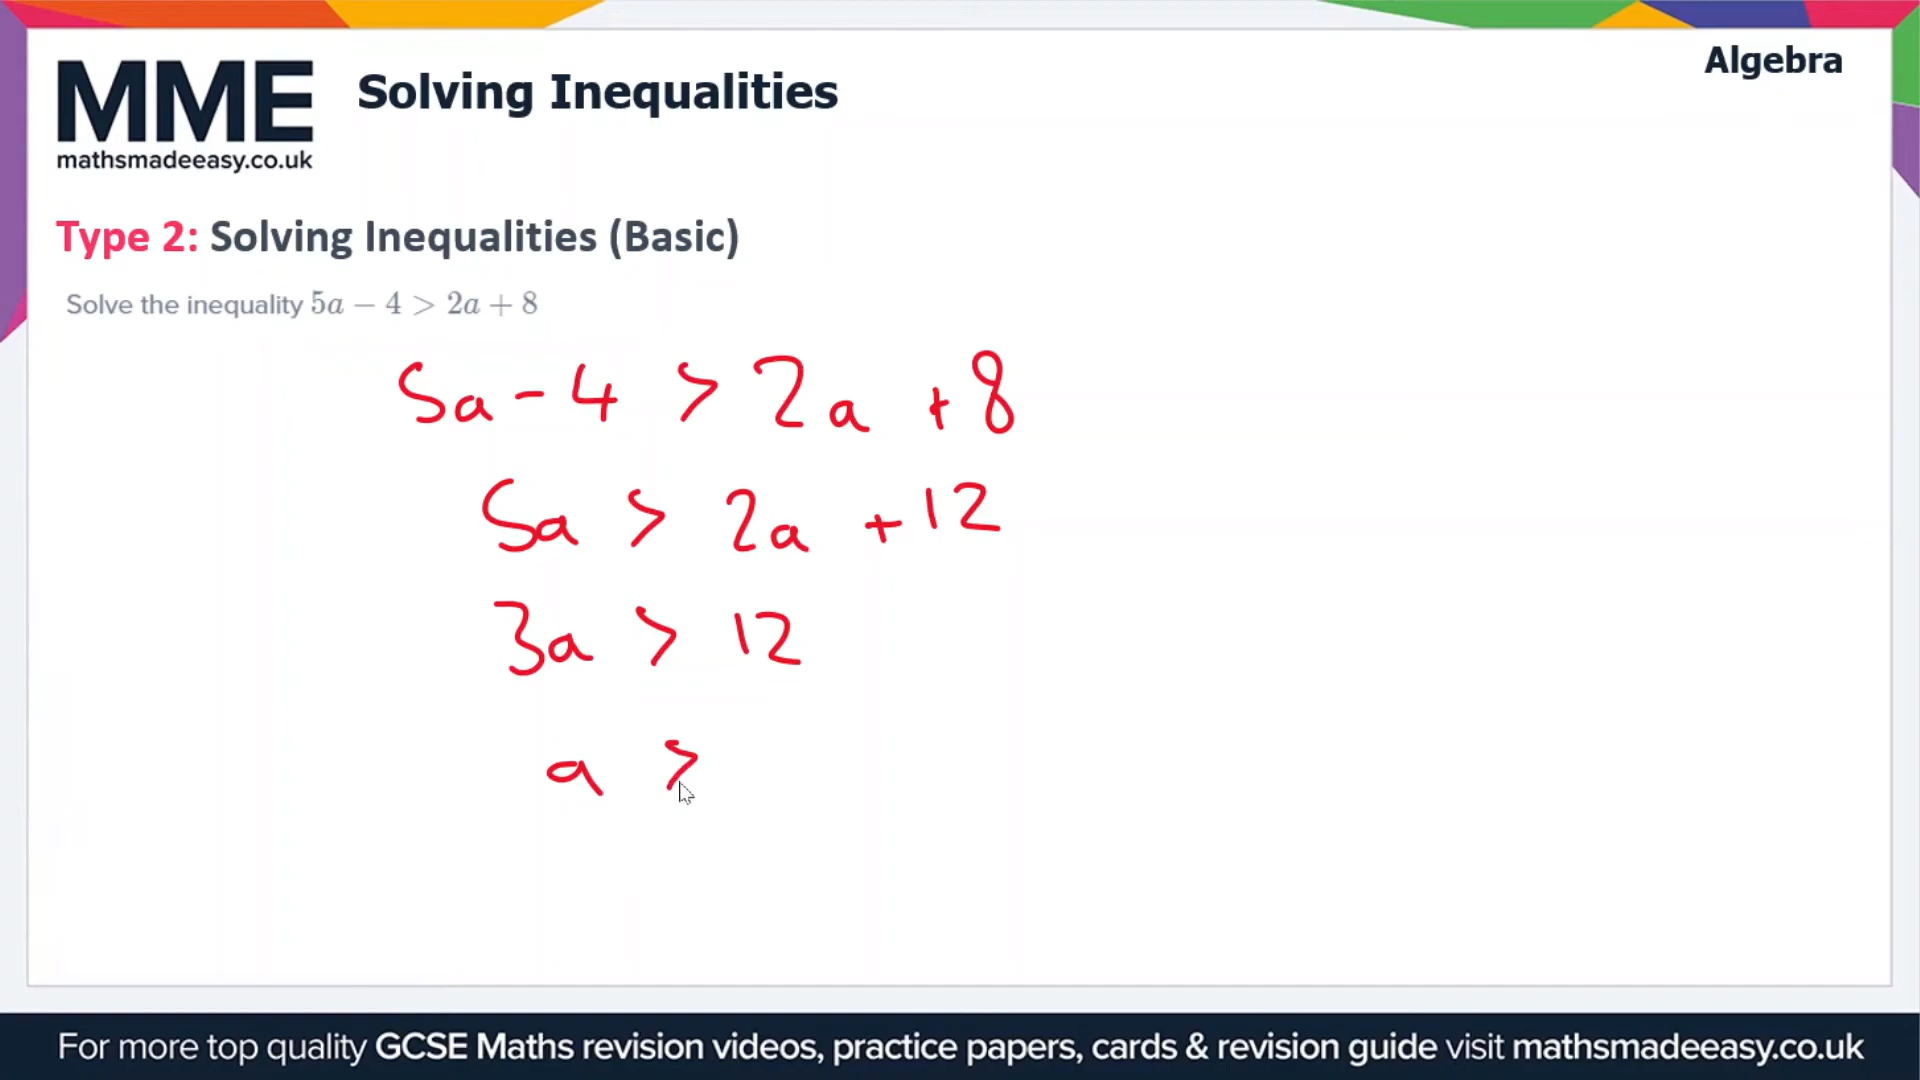 Algebra
MME
mathsmadeeasy.co.uk
Solving Inequalities
Type 2: Solving Inequalities (Basic)
Solve the inequality 5a − 4 > 2a + 8
5a - 4 > 2a + 8
5a > 2a + 12
3a > 12
a >
For more top quality GCSE Maths revision videos, practice papers, cards & revision guide visit mathsmadeeasy.co.uk